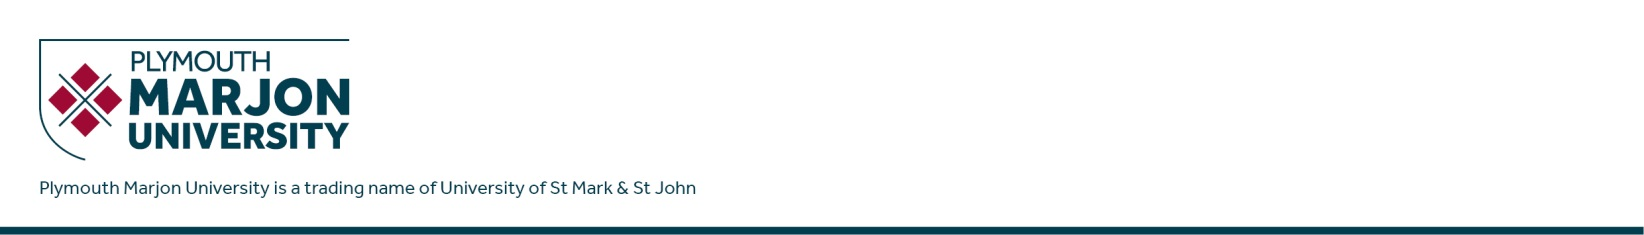 PLYMOUTH
MARJON
UNIVERSITY
Plymouth Marjon University is a trading name of University of St Mark & St John